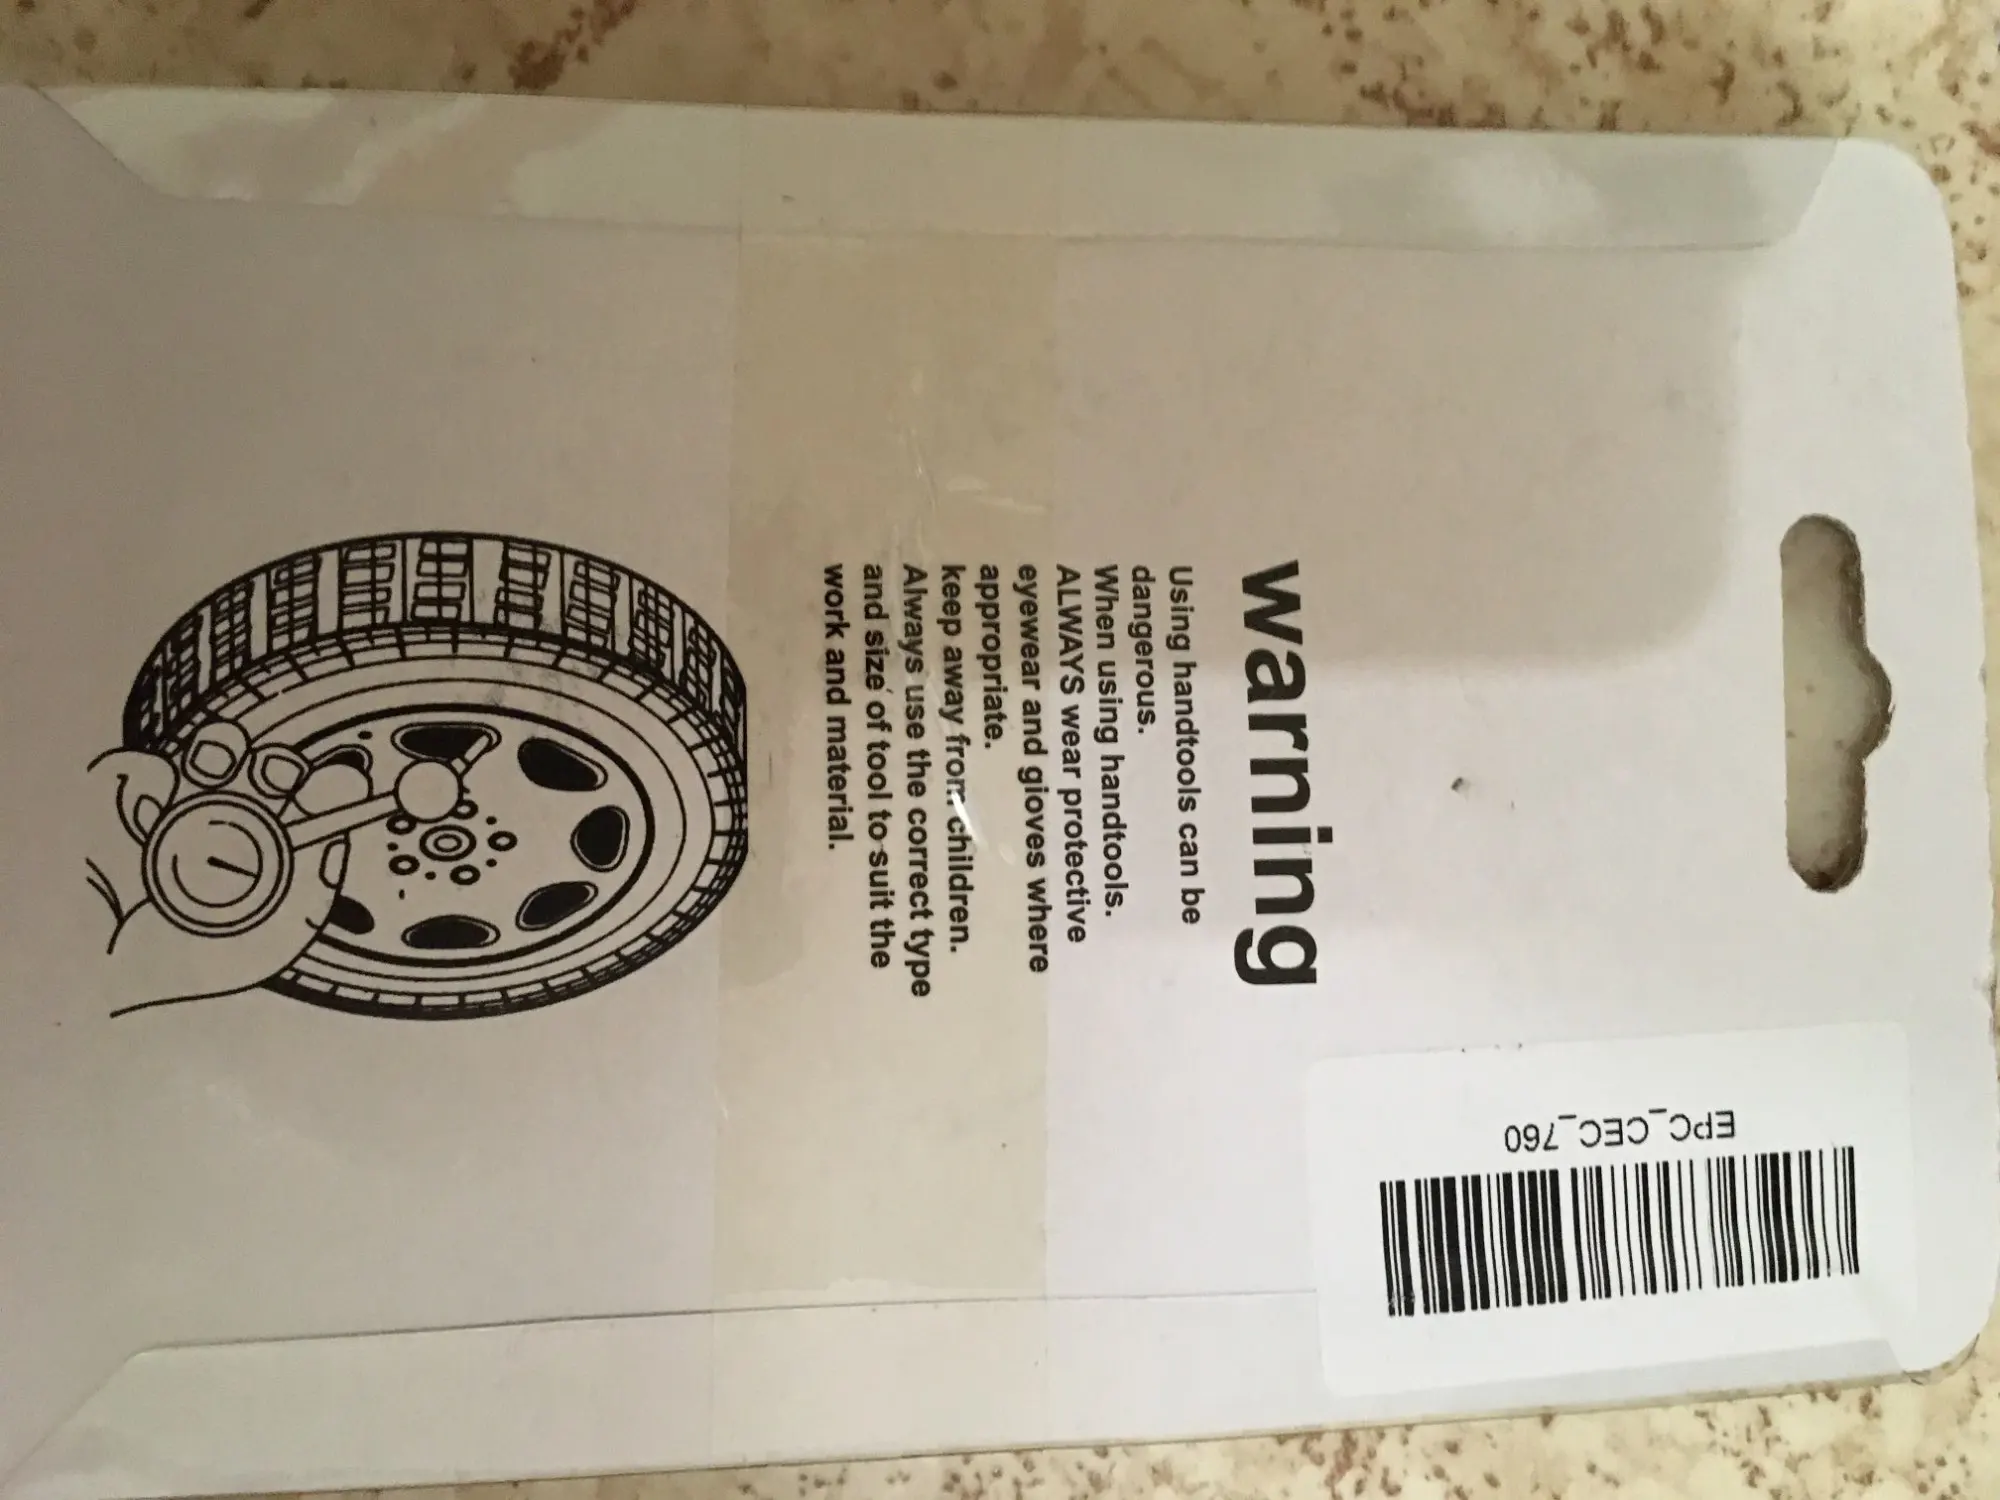 warning
Using handtools can be
dangerous.
When using handtools.
ALWAYS wear protective
eyewear and gioves where
appropriate.
keep away from children.
Always use the correct type
and size of tool to suit the
work and material.
EPC_CEC_760